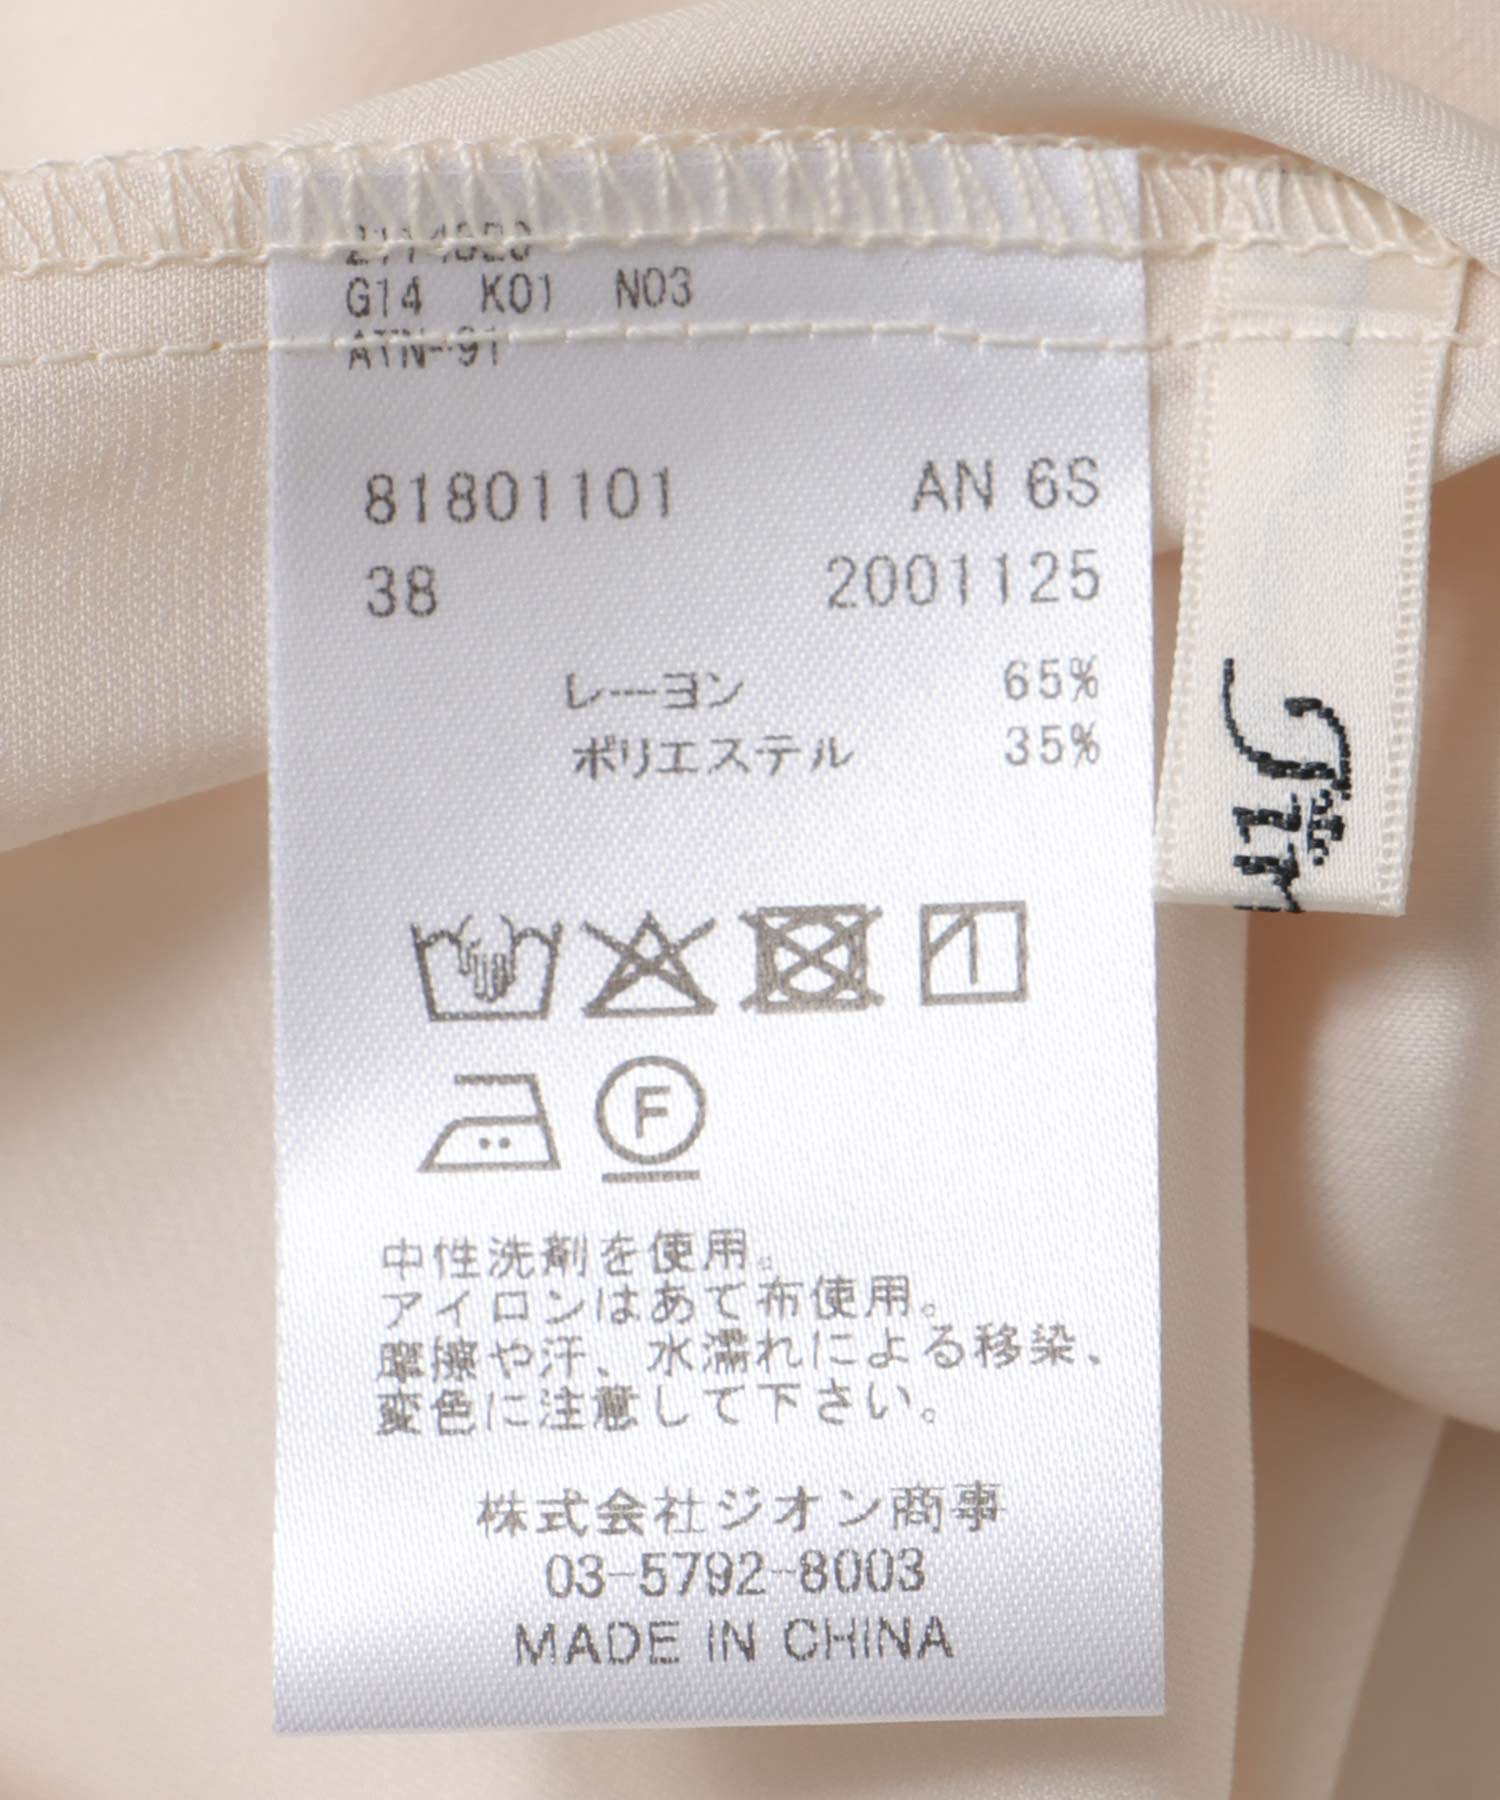 G14 K01 N03
ATN-91
81801101 AN 6S
38 2001125
レーヨン 65%
ポリエステル 35%
F
中性洗剤を使用。
アイロンはあて布使用。
摩擦や汗、水濡れによる移染、
変色に注意して下さい。
株式会社ジオン商事
03-5792-8003
MADE IN CHINA